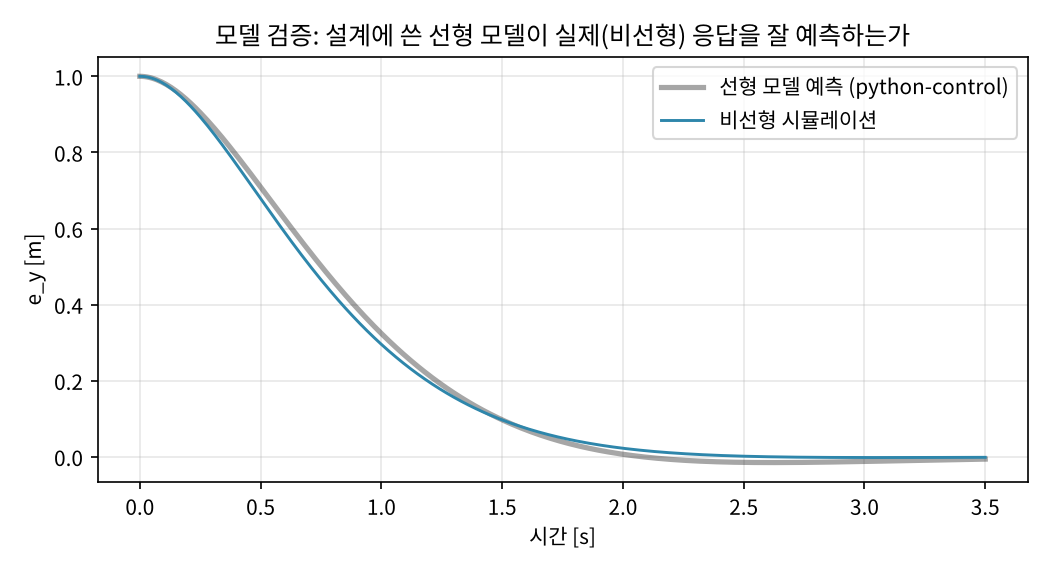 모델 검증: 설계에 쓴 선형 모델이 실제(비선형) 응답을 잘 예측하는가
선형 모델 예측 (python-control)
비선형 시뮬레이션
e_y [m]
1.0
0.8
0.6
0.4
0.2
0.0
0.0 0.5 1.0 1.5 2.0 2.5 3.0 3.5
시간 [s]